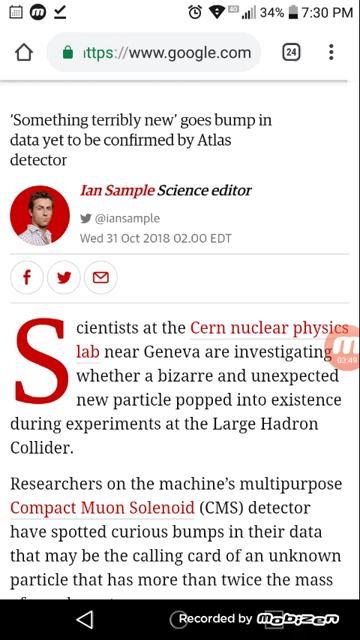 4G 34% 7:30 PM
ttps://www.google.com 24
‘Something terribly new’ goes bump in
data yet to be confirmed by Atlas
detector
Ian Sample Science editor
@iansample
Wed 31 Oct 2018 02.00 EDT
Scientists at the Cern nuclear physics
lab near Geneva are investigating
whether a bizarre and unexpected
new particle popped into existence
during experiments at the Large Hadron
Collider.
03:49
Researchers on the machine’s multipurpose
Compact Muon Solenoid (CMS) detector
have spotted curious bumps in their data
that may be the calling card of an unknown
particle that has more than twice the mass
Recorded by mobizen